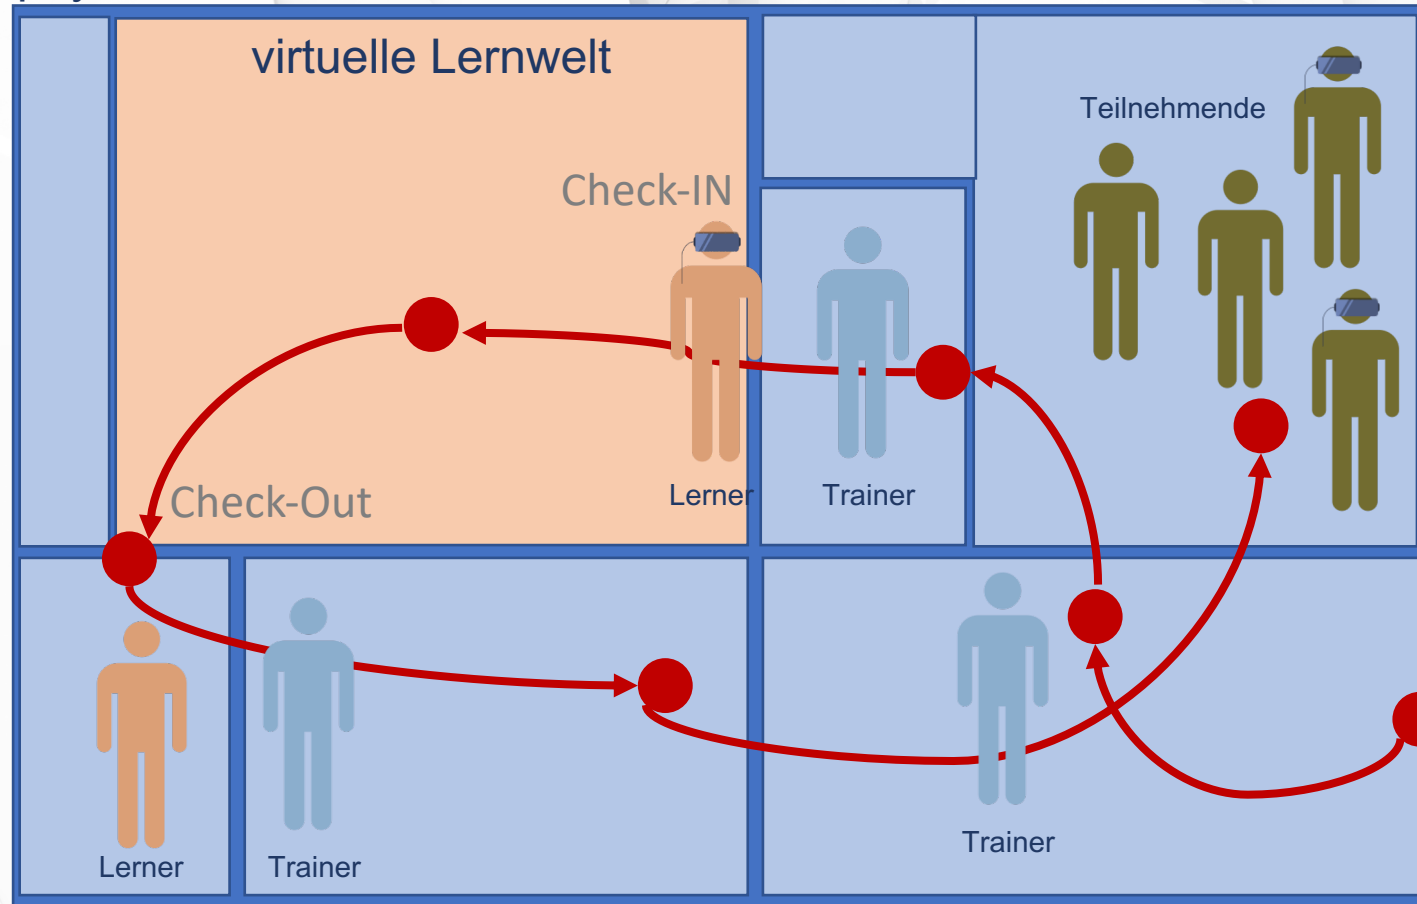 virtuelle Lernwelt
Teilnehmende
Check-IN
Lerner
Trainer
Check-Out
Trainer
Lerner
Trainer